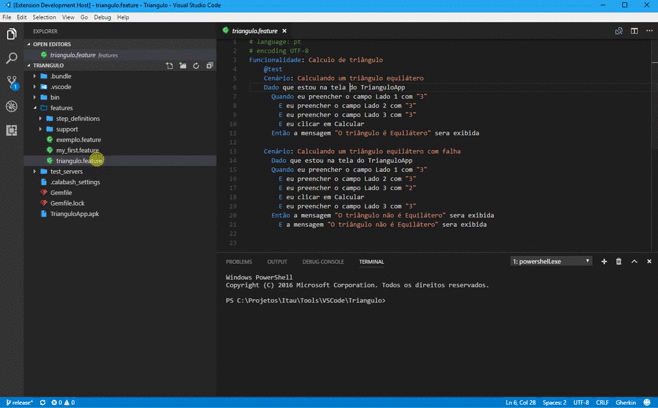 [Extension Development Host] - triangulo.feature - Triangulo - Visual Studio Code
File Edit Selection View Go Debug Help
EXPLORER
OPEN EDITORS
triangulo.feature features
TRIANGULO
.bundle
.vscode
bin
features
step_definitions
support
exemplo.feature
my_first.feature
triangulo.feature
test_servers
.calabash_settings
Gemfile
Gemfile.lock
TrianguloApp.apk
1
triangulo.feature
1 # language: pt
2 # encoding UTF-8
3 Funcionalidade: Calculo de triângulo
4 @test
5 Cenário: Calculando um triângulo equilátero
6 Dado que estou na tela do TrianguloApp
7 Quando eu preencher o campo Lado 1 com "3"
8 E eu preencher o campo Lado 2 com "3"
9 E eu preencher o campo Lado 3 com "3"
10 E eu clicar em Calcular
11 Então a mensagem "O triângulo é Equilátero" sera exibida
12
13 Cenário: Calculando um triângulo equilátero com falha
14 Dado que estou na tela do TrianguloApp
15 Quando eu preencher o campo Lado 1 com "3"
16 E eu preencher o campo Lado 2 com "3"
17 E eu preencher o campo Lado 3 com "2"
18 E eu clicar em Calcular
19 E eu preencher o campo Lado 3 com "3"
20 Então a mensagem "O triângulo não é Equilátero" sera exibida
21 E a mensagem "O triângulo não é Equilátero" sera exibida
22
23
PROBLEMS OUTPUT DEBUG CONSOLE TERMINAL 1: powershell.exe
Windows PowerShell
Copyright (C) 2016 Microsoft Corporation. Todos os direitos reservados.
PS C:\Projetos\Itau\Tools\VSCode\Triangulo>
release* 0 0 Ln 6, Col 28 Spaces: 2 UTF-8 CRLF Gherkin